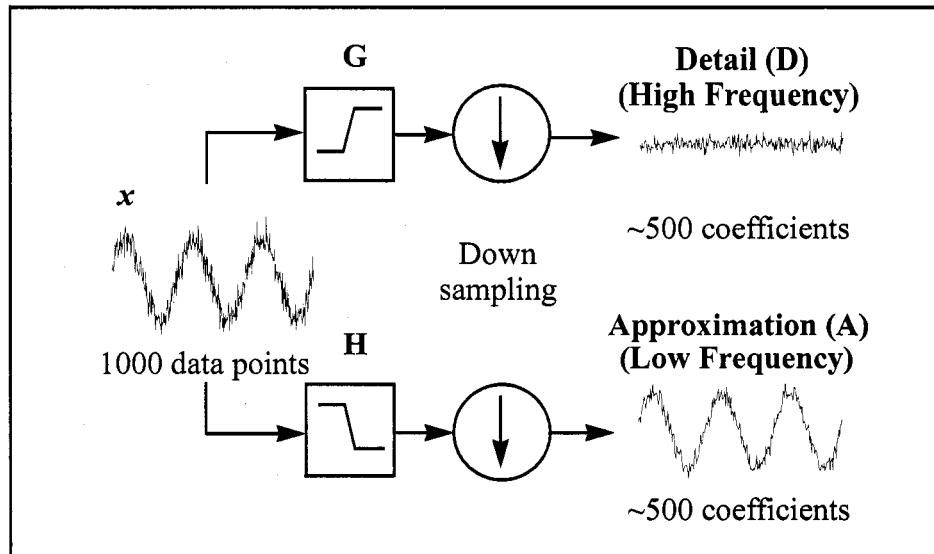 G
Detail (D)
(High Frequency)
x
~500 coefficients
Down
sampling
1000 data points
H
Approximation (A)
(Low Frequency)
~500 coefficients